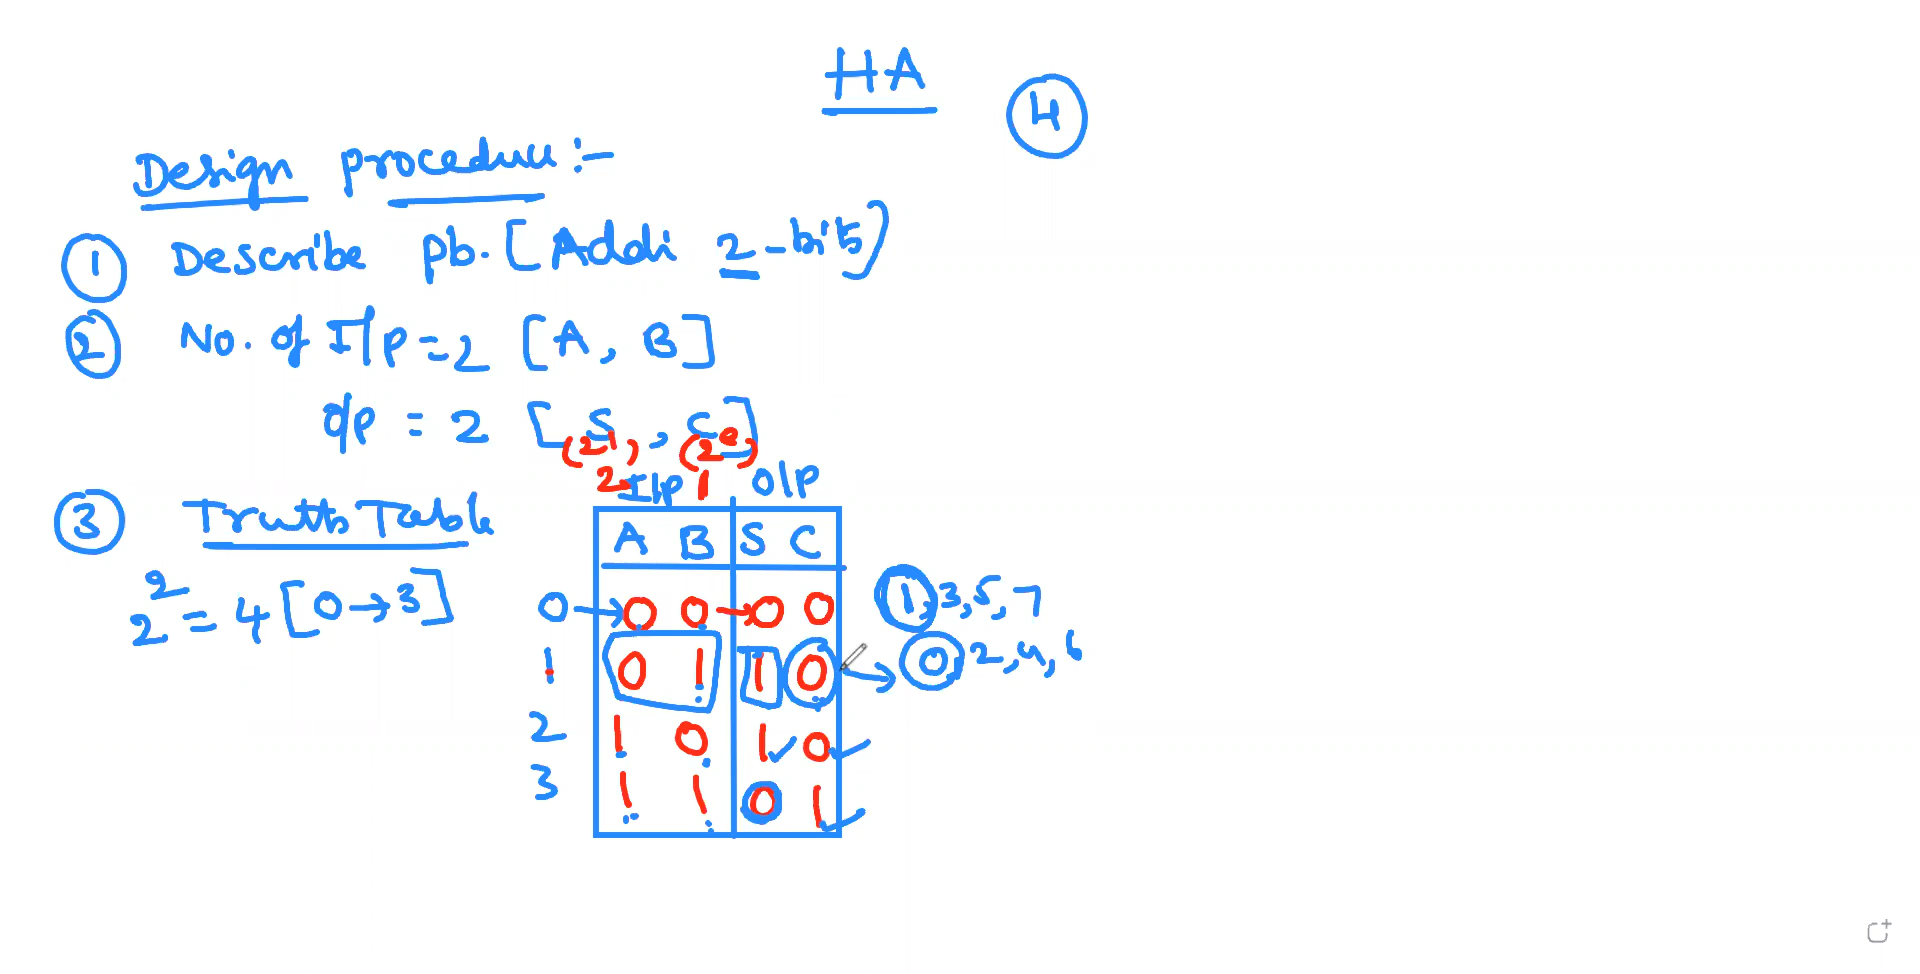 HA
Design procedure:-
① Describe pb. [Addi 2-bits]
② No. of I/p = 2 [A, B]
o/p = 2 [S, C]
(2¹) (2⁰)
2 1
I/p O/p
③ Truth Table
2² = 4 [0→3]
A B S C
0 → 0 0 → 0 0
1 0 1 1 0
2 1 0 1 0
3 1 1 0 1
1, 3, 5, 7
0, 2, 4, 6
④